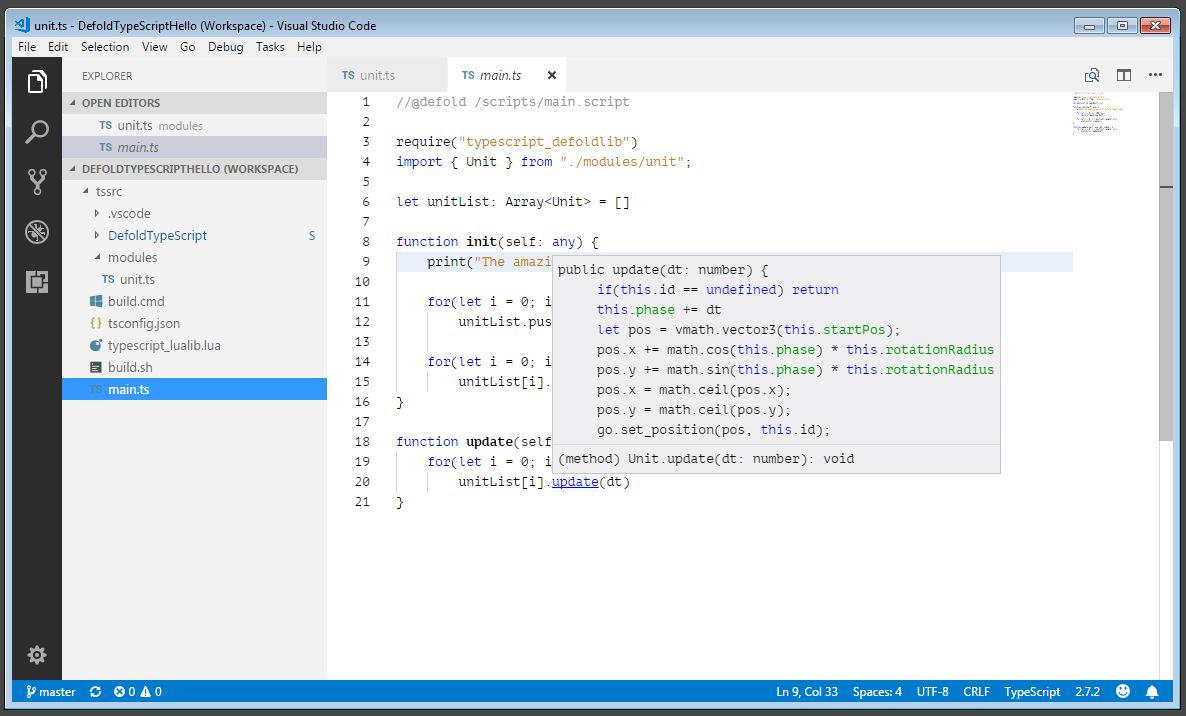 unit.ts - DefoldTypeScriptHello (Workspace) - Visual Studio Code
File Edit Selection View Go Debug Tasks Help
EXPLORER
OPEN EDITORS
TS unit.ts modules
TS main.ts
DEFOLDTYPESCRIPTHELLO (WORKSPACE)
tssrc
.vscode
DefoldTypeScript S
modules
TS unit.ts
build.cmd
{} tsconfig.json
typescript_lualib.lua
build.sh
TS main.ts
TS unit.ts TS main.ts
1 //@defold /scripts/main.script
2
3 require("typescript_defoldlib")
4 import { Unit } from "./modules/unit";
5
6 let unitList: Array<Unit> = []
7
8 function init(self: any) {
9 print("The amazi
10
11 for(let i = 0; i
12 unitList.pus
13
14 for(let i = 0; i
15 unitList[i].
16 }
17
18 function update(self
19 for(let i = 0; i
20 unitList[i].update(dt)
21 }
public update(dt: number) {
if(this.id == undefined) return
this.phase += dt
let pos = vmath.vector3(this.startPos);
pos.x += math.cos(this.phase) * this.rotationRadius
pos.y += math.sin(this.phase) * this.rotationRadius
pos.x = math.ceil(pos.x);
pos.y = math.ceil(pos.y);
go.set_position(pos, this.id);
(method) Unit.update(dt: number): void
master 0 0 Ln 9, Col 33 Spaces: 4 UTF-8 CRLF TypeScript 2.7.2